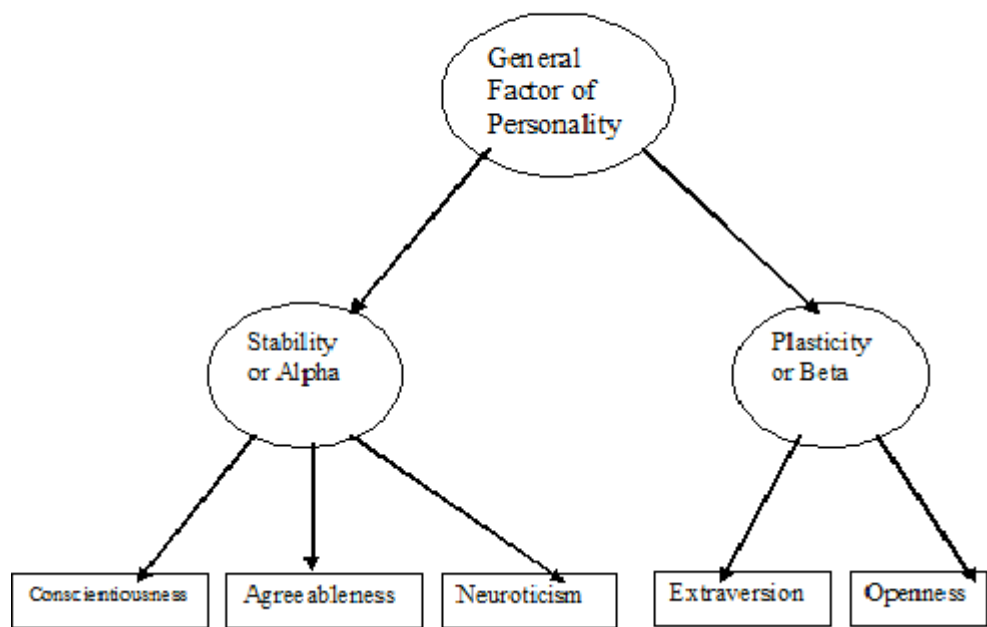 General
Factor of
Personality
Stability
or Alpha
Plasticity
or Beta
Conscientiousness
Agreeableness
Neuroticism
Extraversion
Openness